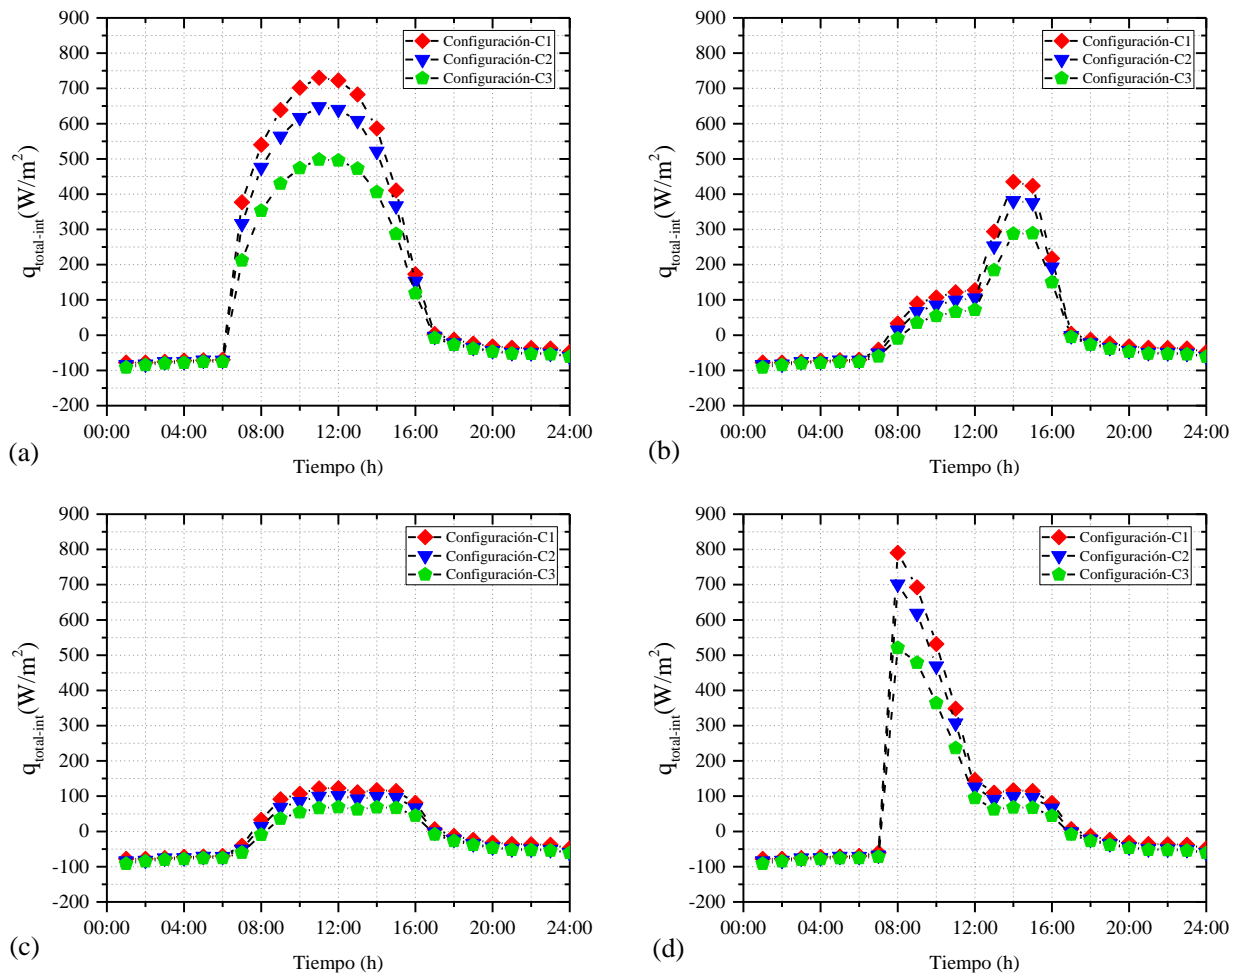 900
800
700
600
500
400
300
200
100
0
-100
-200
q_total-int(W/m²)
Configuración-C1
Configuración-C2
Configuración-C3
00:00 04:00 08:00 12:00 16:00 20:00 24:00
Tiempo (h)
(a)
900
800
700
600
500
400
300
200
100
0
-100
-200
q_total-int(W/m²)
Configuración-C1
Configuración-C2
Configuración-C3
00:00 04:00 08:00 12:00 16:00 20:00 24:00
Tiempo (h)
(b)
900
800
700
600
500
400
300
200
100
0
-100
-200
q_total-int(W/m²)
Configuración-C1
Configuración-C2
Configuración-C3
00:00 04:00 08:00 12:00 16:00 20:00 24:00
Tiempo (h)
(c)
900
800
700
600
500
400
300
200
100
0
-100
-200
q_total-int(W/m²)
Configuración-C1
Configuración-C2
Configuración-C3
00:00 04:00 08:00 12:00 16:00 20:00 24:00
Tiempo (h)
(d)